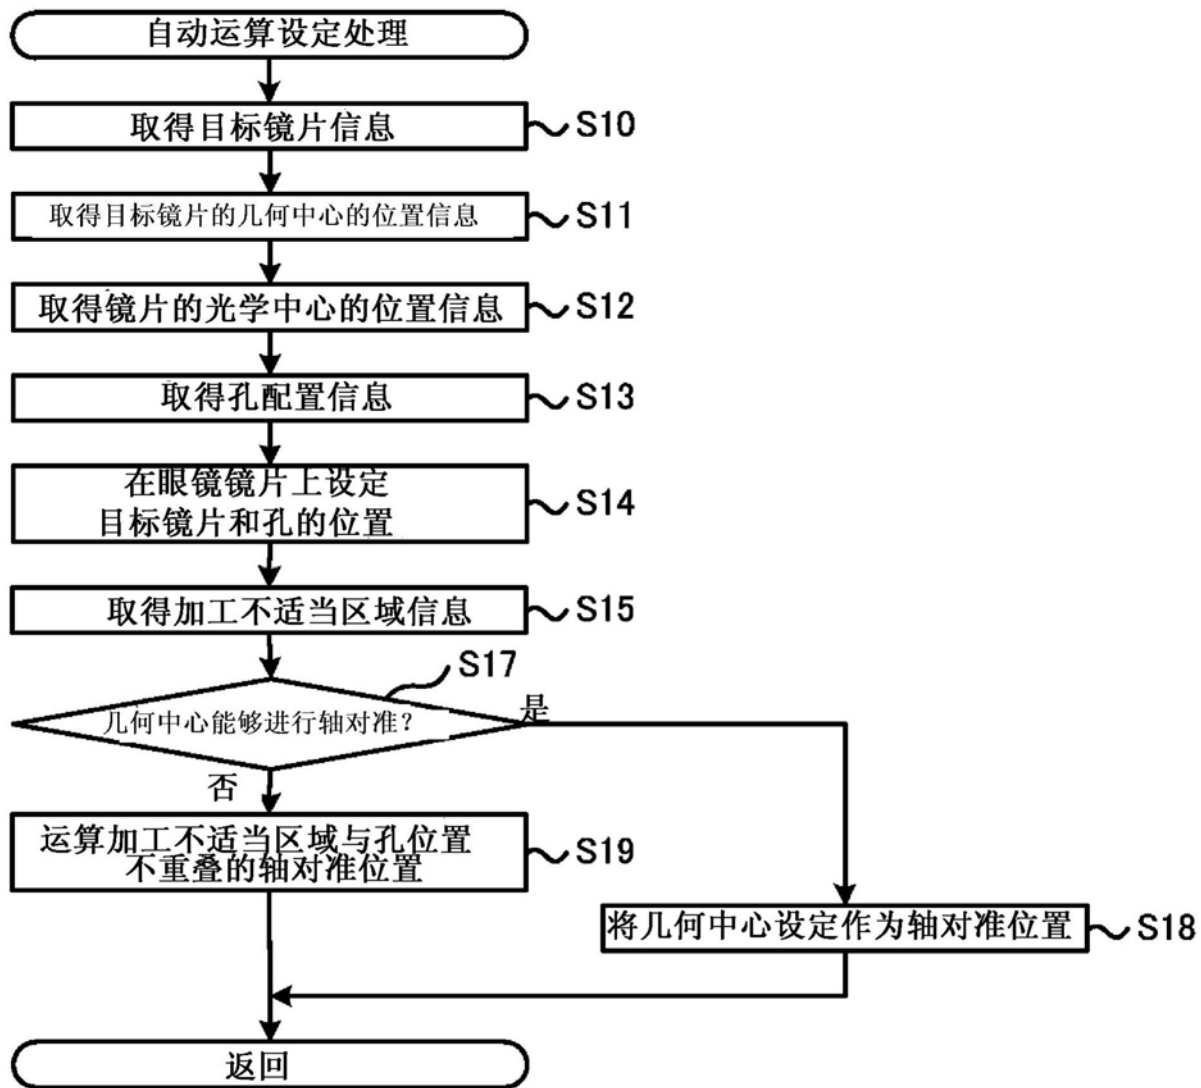 自动运算设定处理
取得目标镜片信息
S10
取得目标镜片的几何中心的位置信息
S11
取得镜片的光学中心的位置信息
S12
取得孔配置信息
S13
在眼镜镜片上设定
目标镜片和孔的位置
S14
取得加工不适当区域信息
S15
S17
几何中心能够进行轴对准?
是
否
运算加工不适当区域与孔位置
不重叠的轴对准位置
S19
将几何中心设定作为轴对准位置
S18
返回